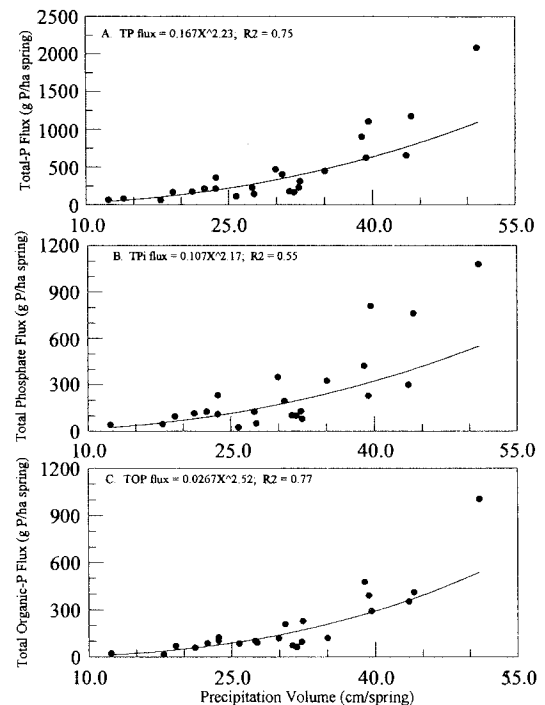 A. TP flux = 0.167X^2.23; R2 = 0.75
Total-P Flux (g P/ha spring)
2500
2000
1500
1000
500
0
10.0 25.0 40.0 55.0
B. TPi flux = 0.107X^2.17; R2 = 0.55
Total Phosphate Flux (g P/ha spring)
1200
900
600
300
0
10.0 25.0 40.0 55.0
C. TOP flux = 0.0267X^2.52; R2 = 0.77
Total Organic-P Flux (g P/ha spring)
1200
900
600
300
0
10.0 25.0 40.0 55.0
Precipitation Volume (cm/spring)